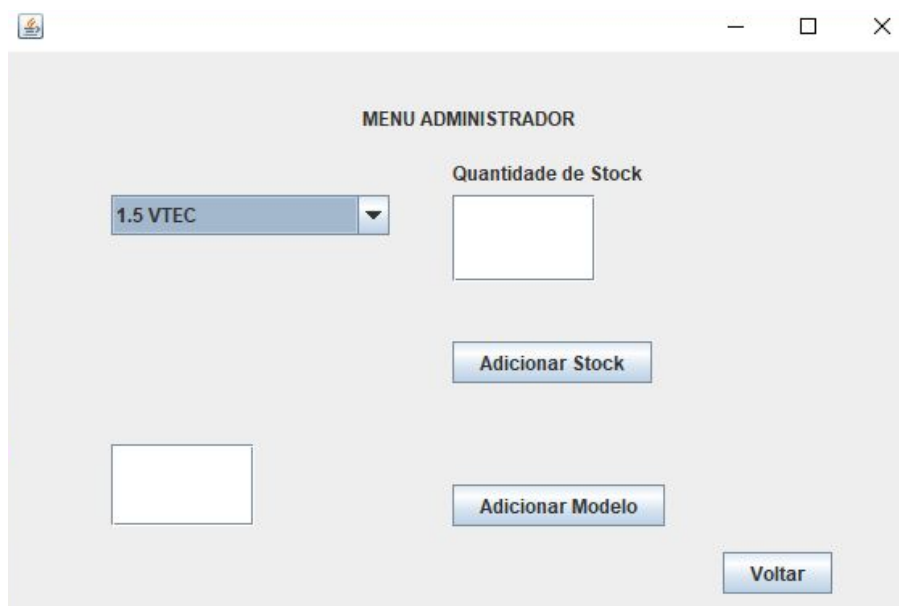 MENU ADMINISTRADOR
Quantidade de Stock
1.5 VTEC
Adicionar Stock
Adicionar Modelo
Voltar